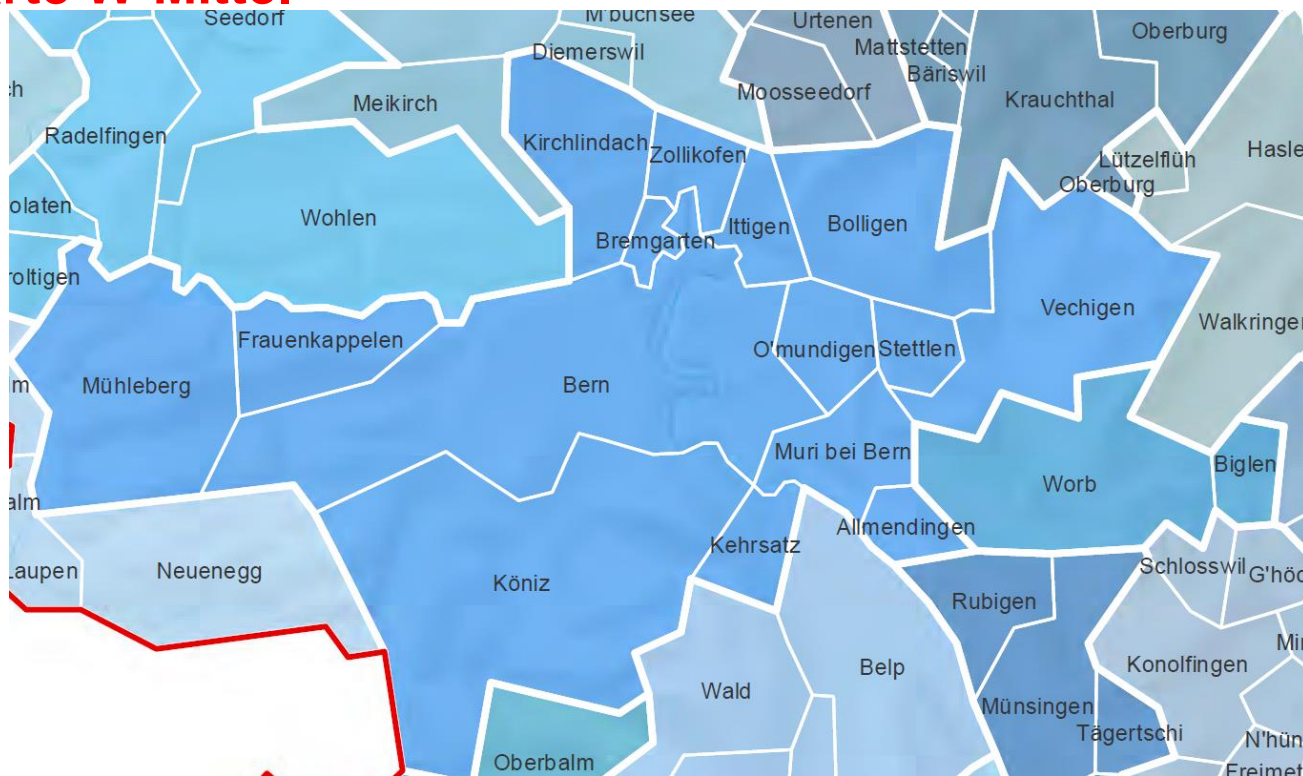 Seedorf
M'buchsee
Urtenen
Oberburg
Diemerswil
Mattstetten
Bäriswil
Meikirch
Moosseedorf
Krauchthal
Radelfingen
Kirchlindach
Zollikofen
Lützelflüh
Hasle
Oberburg
Wohlen
Bremgarten
Ittigen
Bolligen
Vechigen
Walkringen
Frauenkappelen
O'mundigen
Stettlen
Mühleberg
Bern
Muri bei Bern
Worb
Biglen
Allmendingen
Kehrsatz
Laupen
Neuenegg
Köniz
Schlosswil
Rubigen
Konolfingen
Wald
Belp
Münsingen
Tägertschi
Oberbalm